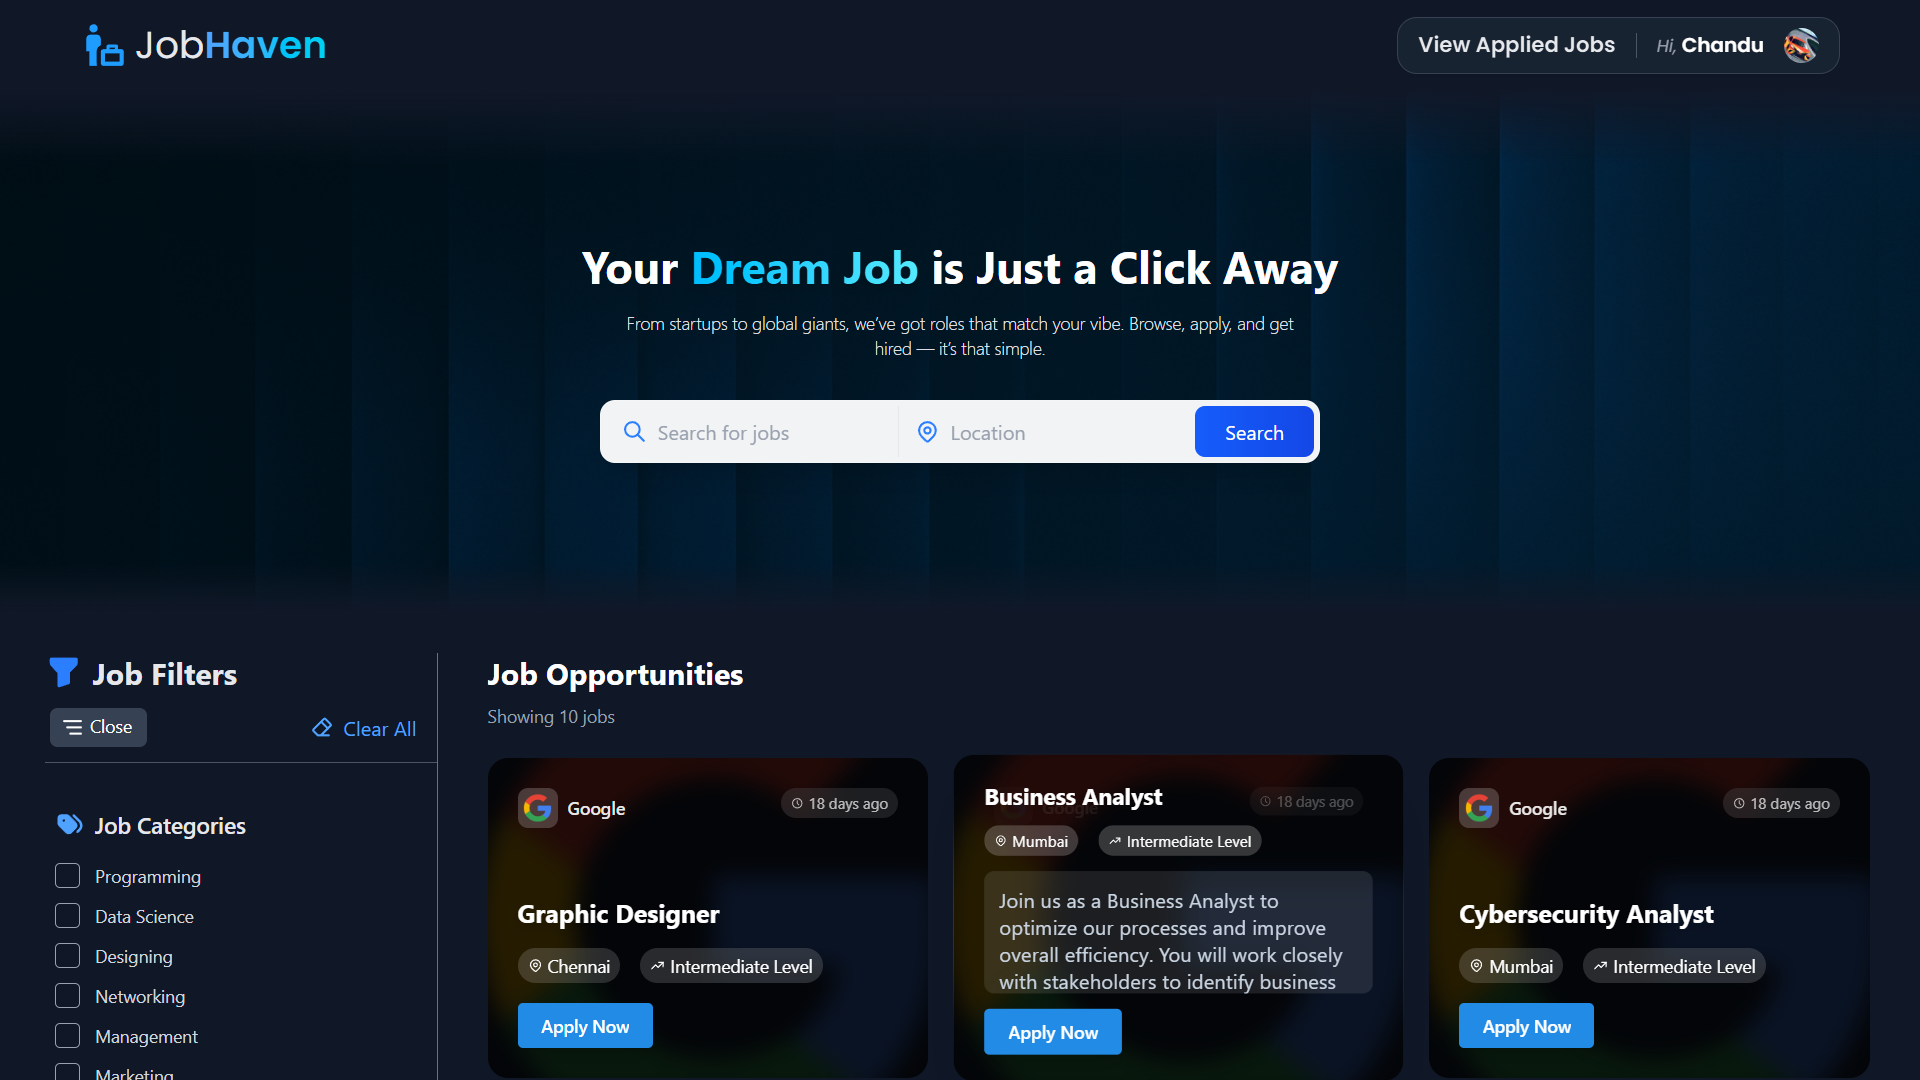 JobHaven
View Applied Jobs
Hi, Chandu
Your Dream Job is Just a Click Away
From startups to global giants, we've got roles that match your vibe. Browse, apply, and get
hired — it's that simple.
Search for jobs
Location
Search
Job Filters
Close
Clear All
Job Categories
Programming
Data Science
Designing
Networking
Management
Marketing
Job Opportunities
Showing 10 jobs
Google
18 days ago
Graphic Designer
Chennai
Intermediate Level
Apply Now
Business Analyst
Google
18 days ago
Mumbai
Intermediate Level
Join us as a Business Analyst to
optimize our processes and improve
overall efficiency. You will work closely
with stakeholders to identify business
Apply Now
Google
18 days ago
Cybersecurity Analyst
Mumbai
Intermediate Level
Apply Now